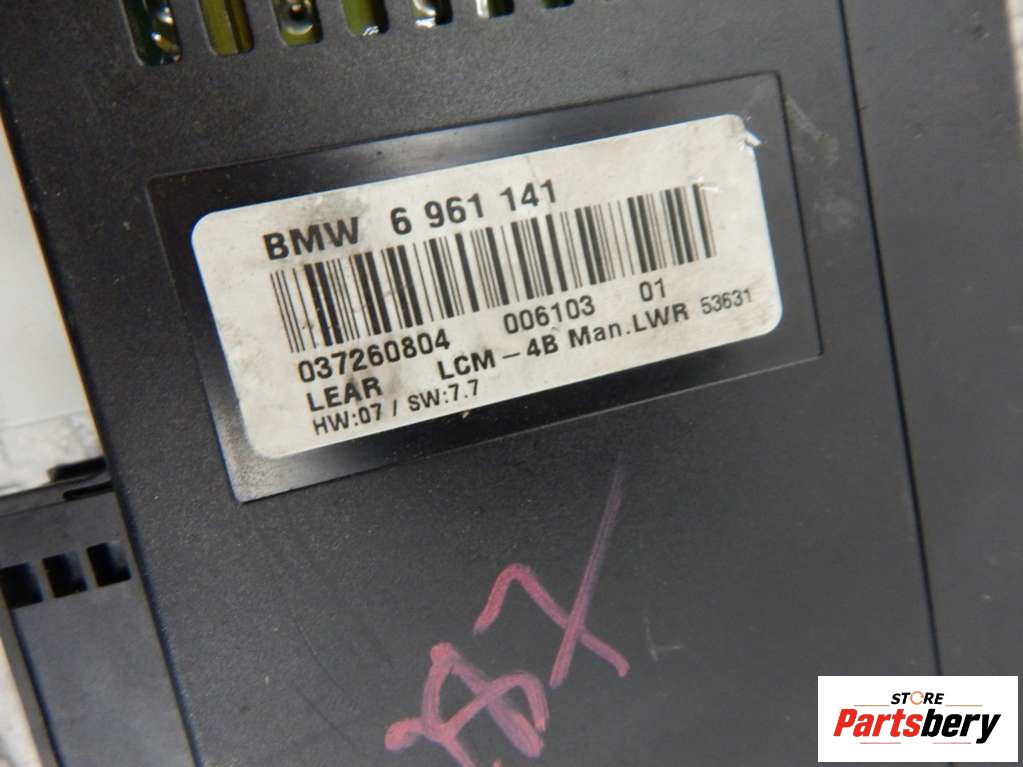 BMW 6 961 141
037260804 006103 01
LEAR LCM - 4B Man.LWR 53631
HW:07 / SW:7.7
STORE
Partsbery